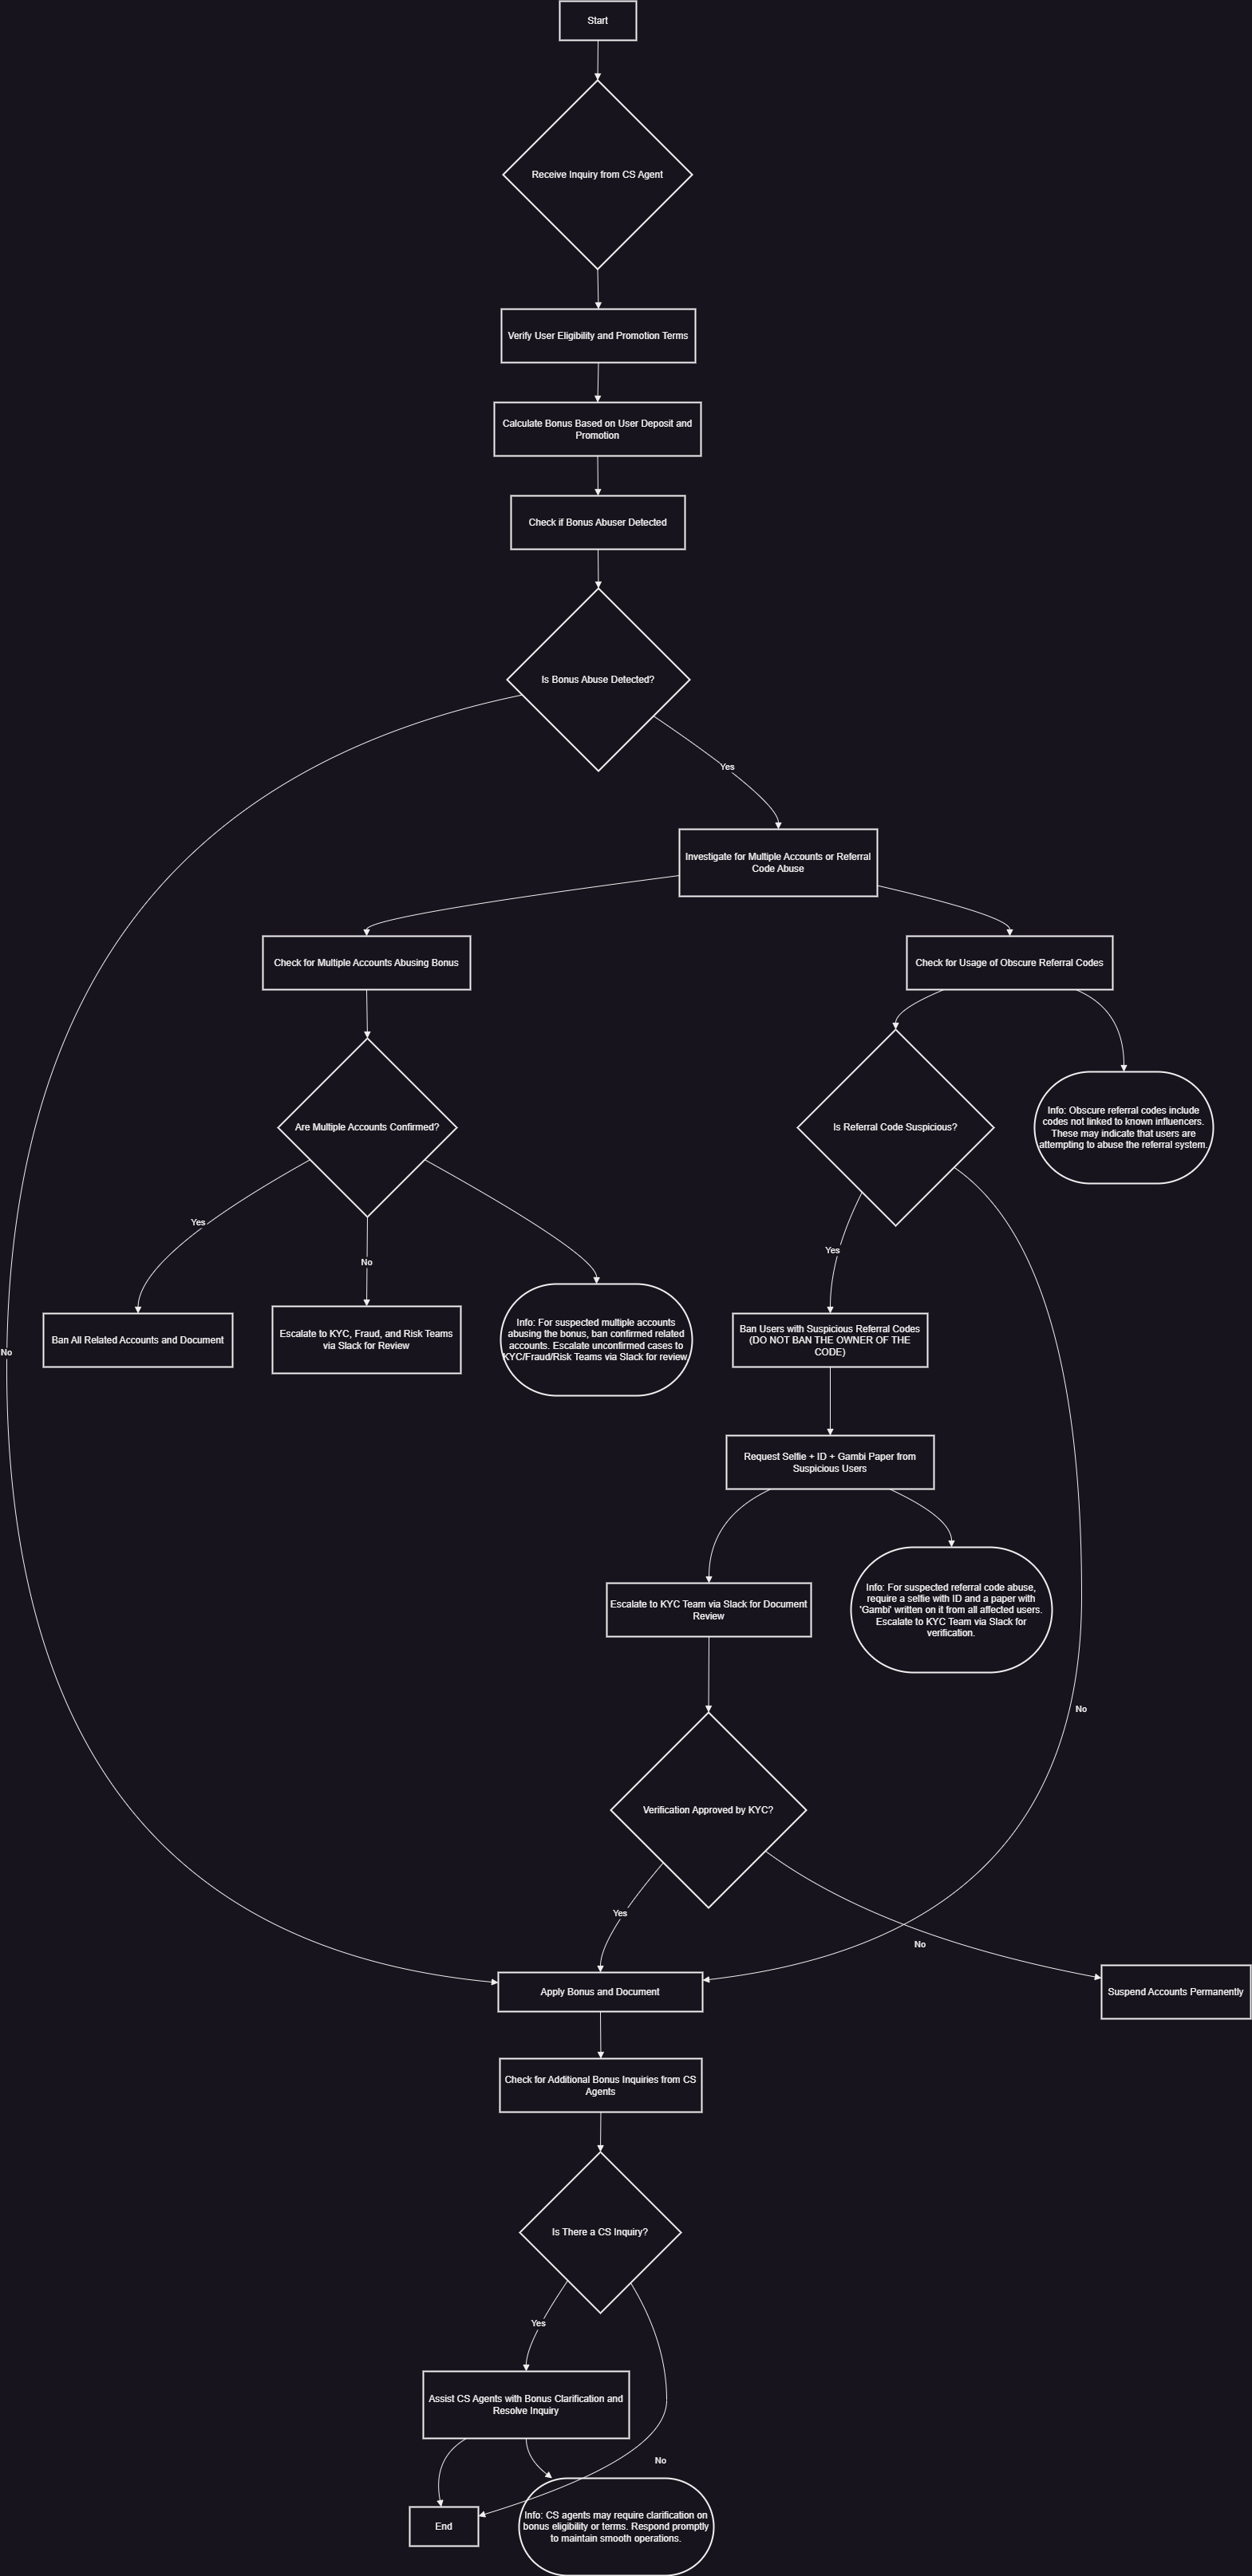 Start
Receive Inquiry from CS Agent
Verify User Eligibility and Promotion Terms
Calculate Bonus Based on User Deposit and
Promotion
Check if Bonus Abuser Detected
Is Bonus Abuse Detected?
Yes
Investigate for Multiple Accounts or Referral
Code Abuse
Check for Multiple Accounts Abusing Bonus
Check for Usage of Obscure Referral Codes
Are Multiple Accounts Confirmed?
Is Referral Code Suspicious?
Info: Obscure referral codes include
codes not linked to known influencers.
These may indicate that users are
attempting to abuse the referral system.
Yes
No
Yes
Ban All Related Accounts and Document
Escalate to KYC, Fraud, and Risk Teams
via Slack for Review
Info: For suspected multiple accounts
abusing the bonus, ban confirmed related
accounts. Escalate unconfirmed cases to
KYC/Fraud/Risk Teams via Slack for review.
Ban Users with Suspicious Referral Codes
(DO NOT BAN THE OWNER OF THE
CODE)
No
Request Selfie + ID + Gambi Paper from
Suspicious Users
Escalate to KYC Team via Slack for Document
Review
Info: For suspected referral code abuse,
require a selfie with ID and a paper with
'Gambi' written on it from all affected users.
Escalate to KYC Team via Slack for
verification.
No
Verification Approved by KYC?
Yes
No
Apply Bonus and Document
Suspend Accounts Permanently
Check for Additional Bonus Inquiries from CS
Agents
Is There a CS Inquiry?
Yes
Assist CS Agents with Bonus Clarification and
Resolve Inquiry
No
End
Info: CS agents may require clarification on
bonus eligibility or terms. Respond promptly
to maintain smooth operations.